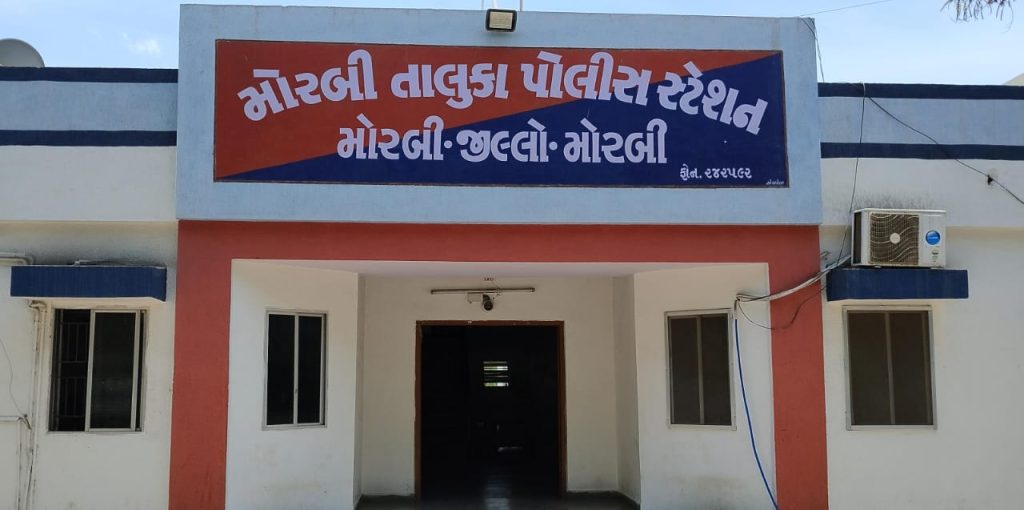 મોરબી તાલુકા પોલીસ સ્ટેશન
મોરબી·જીલ્લો·મોરબી
ફોન. ૨૪૨૫૯૨